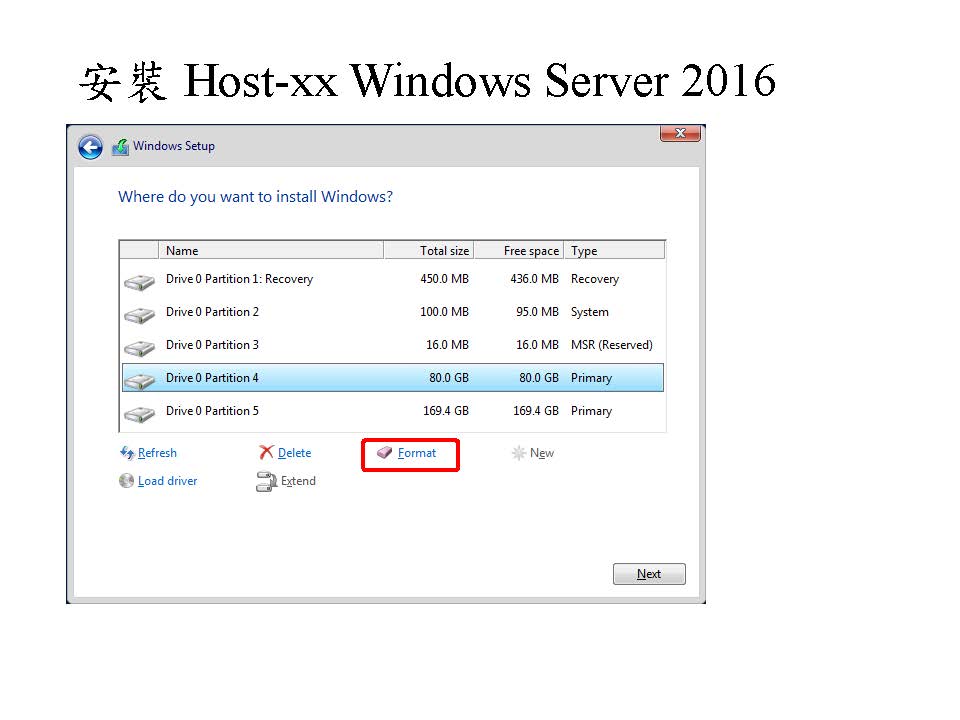 安裝 Host-xx Windows Server 2016
Windows Setup
Where do you want to install Windows?
Name Total size Free space Type
Drive 0 Partition 1: Recovery 450.0 MB 436.0 MB Recovery
Drive 0 Partition 2 100.0 MB 95.0 MB System
Drive 0 Partition 3 16.0 MB 16.0 MB MSR (Reserved)
Drive 0 Partition 4 80.0 GB 80.0 GB Primary
Drive 0 Partition 5 169.4 GB 169.4 GB Primary
Refresh Delete Format New
Load driver Extend
Next